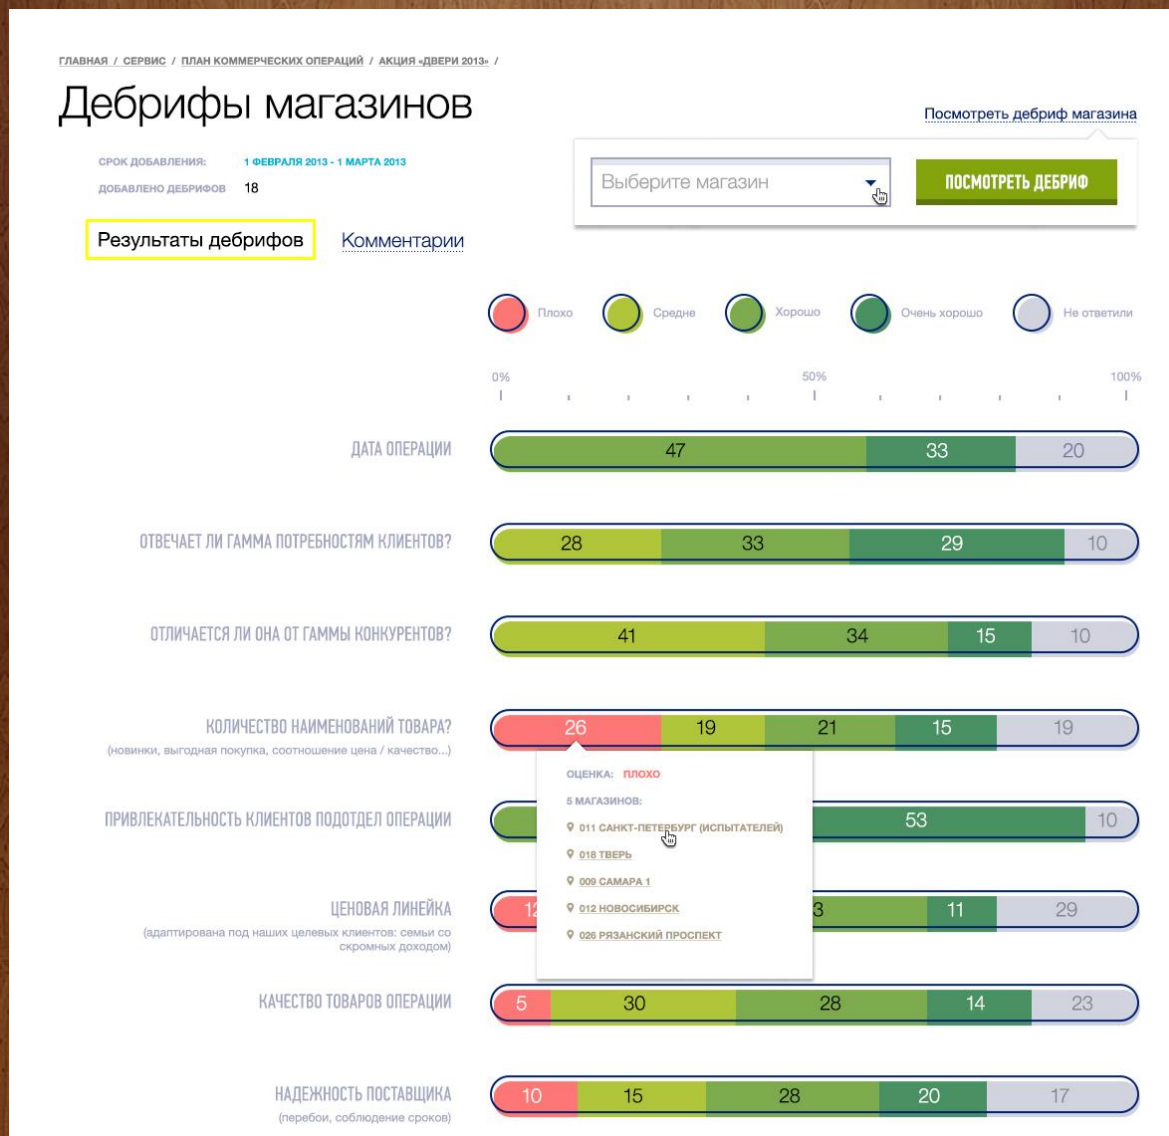 ГЛАВНАЯ / СЕРВИС / ПЛАН КОММЕРЧЕСКИХ ОПЕРАЦИЙ / АКЦИЯ «ДВЕРИ 2013» /
Дебрифы магазинов
Посмотреть дебриф магазина
СРОК ДОБАВЛЕНИЯ: 1 ФЕВРАЛЯ 2013 - 1 МАРТА 2013
ДОБАВЛЕНО ДЕБРИФОВ 18
Выберите магазин
ПОСМОТРЕТЬ ДЕБРИФ
Результаты дебрифов Комментарии
Плохо Средне Хорошо Очень хорошо Не ответили
0% 50% 100%
ДАТА ОПЕРАЦИИ 47 33 20
ОТВЕЧАЕТ ЛИ ГАММА ПОТРЕБНОСТЯМ КЛИЕНТОВ? 28 33 29 10
ОТЛИЧАЕТСЯ ЛИ ОНА ОТ ГАММЫ КОНКУРЕНТОВ? 41 34 15 10
КОЛИЧЕСТВО НАИМЕНОВАНИЙ ТОВАРА? 26 19 21 15 19
(новинки, выгодная покупка, соотношение цена / качество...)
ОЦЕНКА: ПЛОХО
5 МАГАЗИНОВ:
011 САНКТ-ПЕТЕРБУРГ (ИСПЫТАТЕЛЕЙ)
018 ТВЕРЬ
009 САМАРА 1
012 НОВОСИБИРСК
026 РЯЗАНСКИЙ ПРОСПЕКТ
ПРИВЛЕКАТЕЛЬНОСТЬ КЛИЕНТОВ ПОДОТДЕЛ ОПЕРАЦИИ 53 10
ЦЕНОВАЯ ЛИНЕЙКА 12 3 11 29
(адаптирована под наших целевых клиентов: семьи со
скромных доходом)
КАЧЕСТВО ТОВАРОВ ОПЕРАЦИИ 5 30 28 14 23
НАДЕЖНОСТЬ ПОСТАВЩИКА 10 15 28 20 17
(перебои, соблюдение сроков)